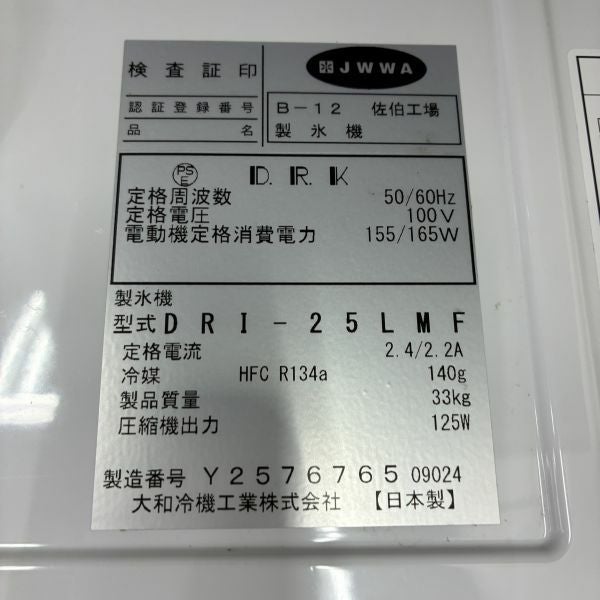 検査証印
JWWA
認証登録番号
B-12 佐伯工場
品名
製氷機
PS
E
D.R.K
定格周波数 50/60Hz
定格電圧 100V
電動機定格消費電力 155/165W
製氷機
型式 DRI-25LMF
定格電流 2.4/2.2A
冷媒 HFC R134a 140g
製品質量 33kg
圧縮機出力 125W
製造番号 Y2576765 09024
大和冷機工業株式会社 【日本製】